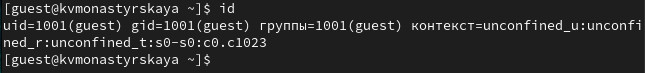 [guest@kvmonastyrskaya ~]$ id
uid=1001(guest) gid=1001(guest) группы=1001(guest) контекст=unconfined_u:unconfi
ned_r:unconfined_t:s0-s0:c0.c1023
[guest@kvmonastyrskaya ~]$